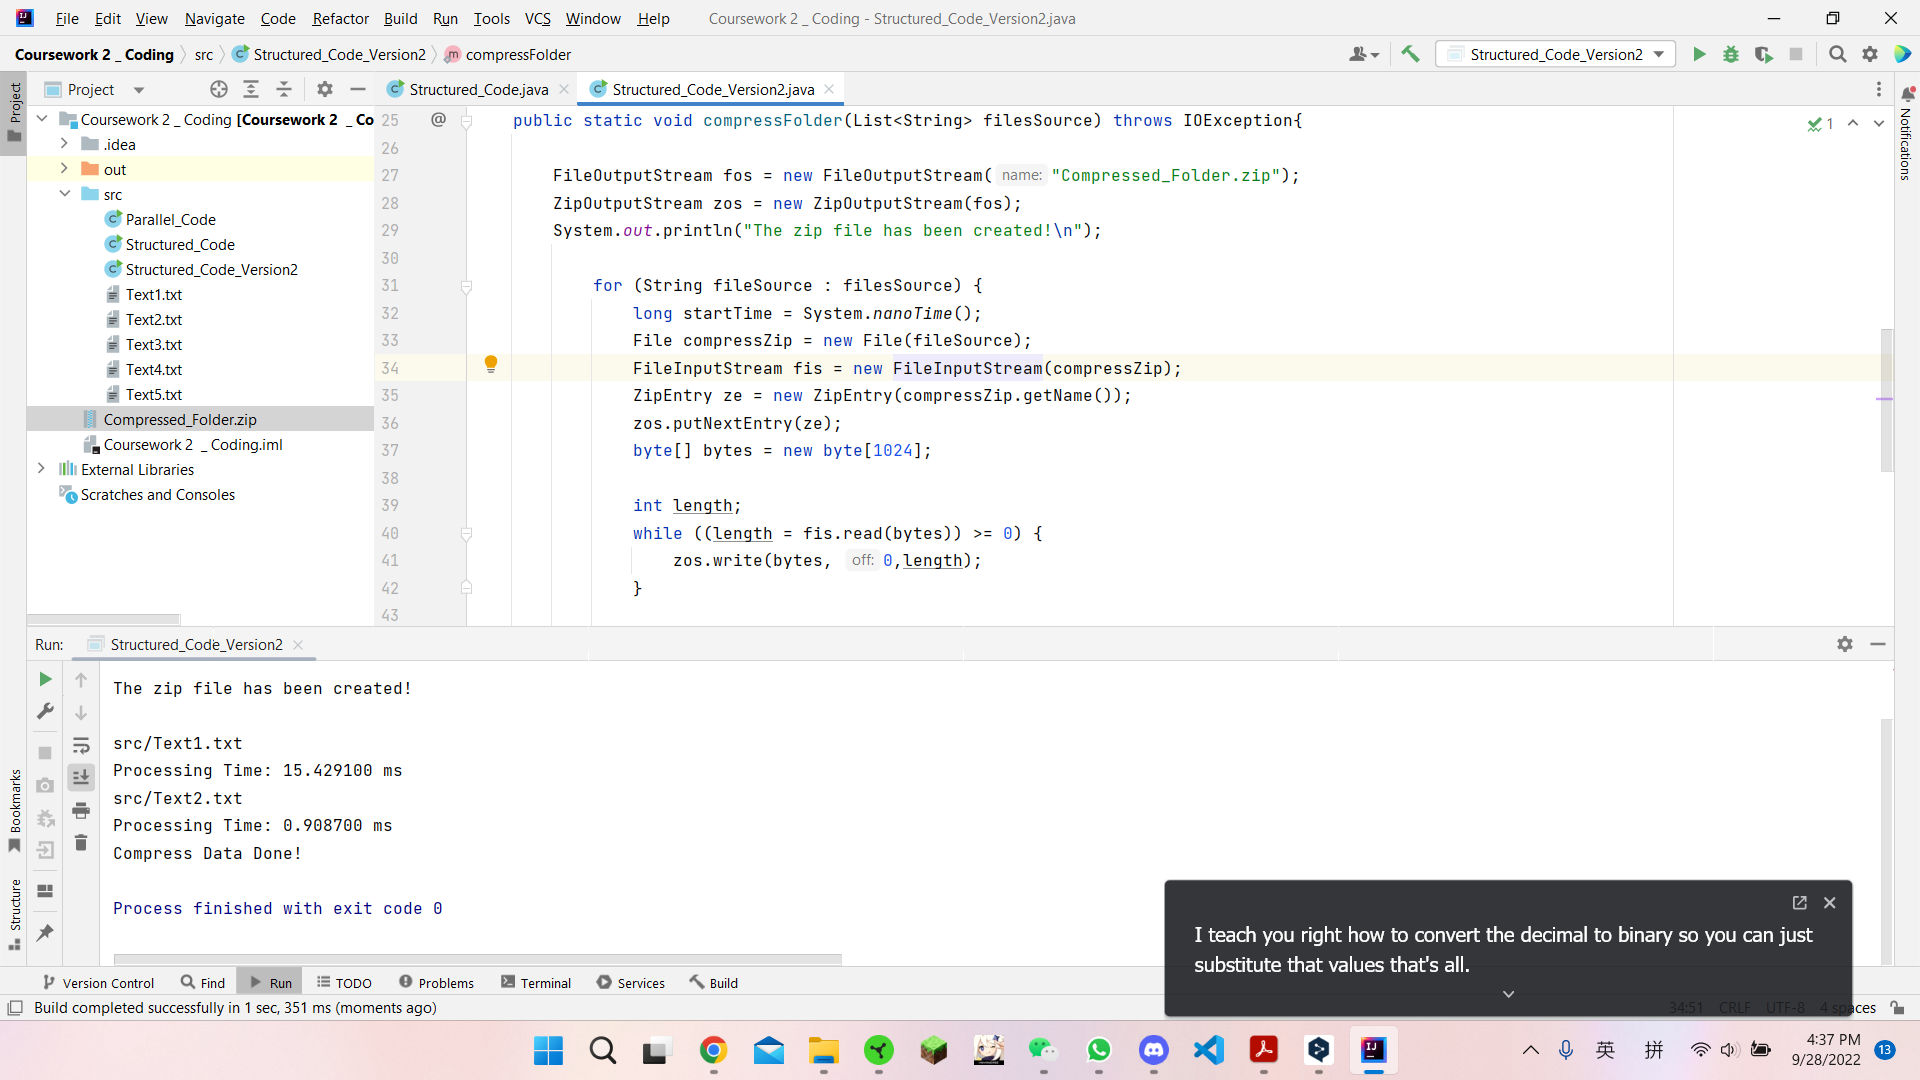 File Edit View Navigate Code Refactor Build Run Tools VCS Window Help Coursework 2 _ Coding - Structured_Code_Version2.java
Coursework 2 _ Coding src Structured_Code_Version2 compressFolder Structured_Code_Version2
Project
Structured_Code.java Structured_Code_Version2.java
Project
Coursework 2 _ Coding [Coursework 2 _ Co
.idea
out
src
Parallel_Code
Structured_Code
Structured_Code_Version2
Text1.txt
Text2.txt
Text3.txt
Text4.txt
Text5.txt
Compressed_Folder.zip
Coursework 2 _ Coding.iml
External Libraries
Scratches and Consoles
25 @ public static void compressFolder(List<String> filesSource) throws IOException{
26
27 FileOutputStream fos = new FileOutputStream( name: "Compressed_Folder.zip");
28 ZipOutputStream zos = new ZipOutputStream(fos);
29 System.out.println("The zip file has been created!\n");
30
31 for (String fileSource : filesSource) {
32 long startTime = System.nanoTime();
33 File compressZip = new File(fileSource);
34 FileInputStream fis = new FileInputStream(compressZip);
35 ZipEntry ze = new ZipEntry(compressZip.getName());
36 zos.putNextEntry(ze);
37 byte[] bytes = new byte[1024];
38
39 int length;
40 while ((length = fis.read(bytes)) >= 0) {
41 zos.write(bytes, off: 0,length);
42 }
43
1
Notifications
Run: Structured_Code_Version2
The zip file has been created!
src/Text1.txt
Processing Time: 15.429100 ms
src/Text2.txt
Processing Time: 0.908700 ms
Compress Data Done!
Process finished with exit code 0
Bookmarks
Structure
I teach you right how to convert the decimal to binary so you can just
substitute that values that's all.
Version Control Find Run TODO Problems Terminal Services Build
Build completed successfully in 1 sec, 351 ms (moments ago) 34:51 CRLF UTF-8 4 spaces
英 拼 4:37 PM
9/28/2022 13